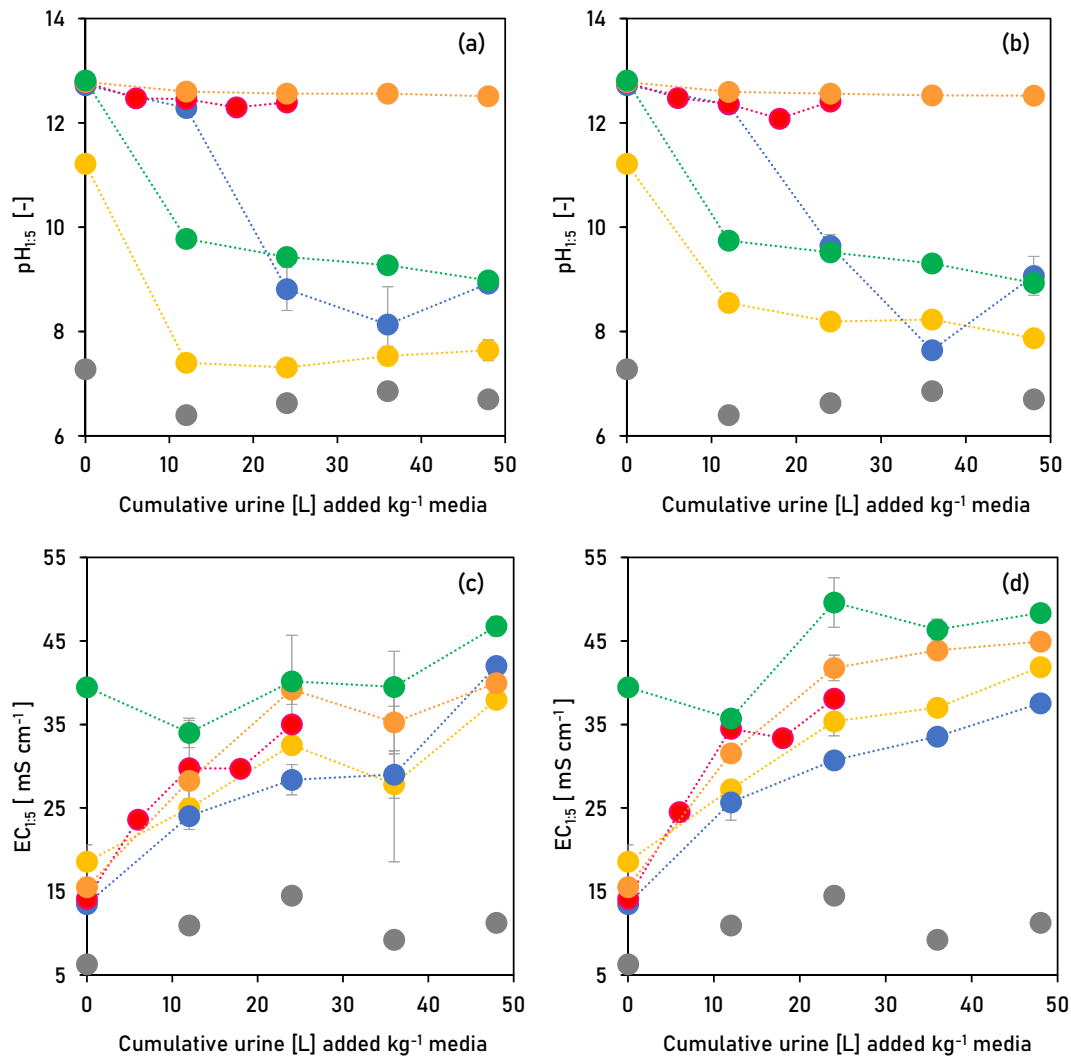 (a)
14
12
10
8
6
pH1:5 [-]
0 10 20 30 40 50
Cumulative urine [L] added kg⁻¹ media
(b)
14
12
10
8
6
pH1:5 [-]
0 10 20 30 40 50
Cumulative urine [L] added kg⁻¹ media
(c)
55
45
35
25
15
5
EC1:5 [ mS cm⁻¹]
0 10 20 30 40 50
Cumulative urine [L] added kg⁻¹ media
(d)
55
45
35
25
15
5
EC1:5 [ mS cm⁻¹]
0 10 20 30 40 50
Cumulative urine [L] added kg⁻¹ media